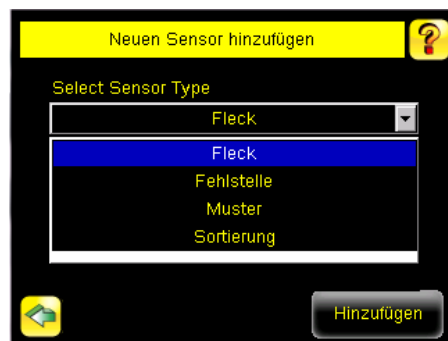 Neuen Sensor hinzufügen
?
Select Sensor Type
Fleck
Fleck
Fehlstelle
Muster
Sortierung
Hinzufügen